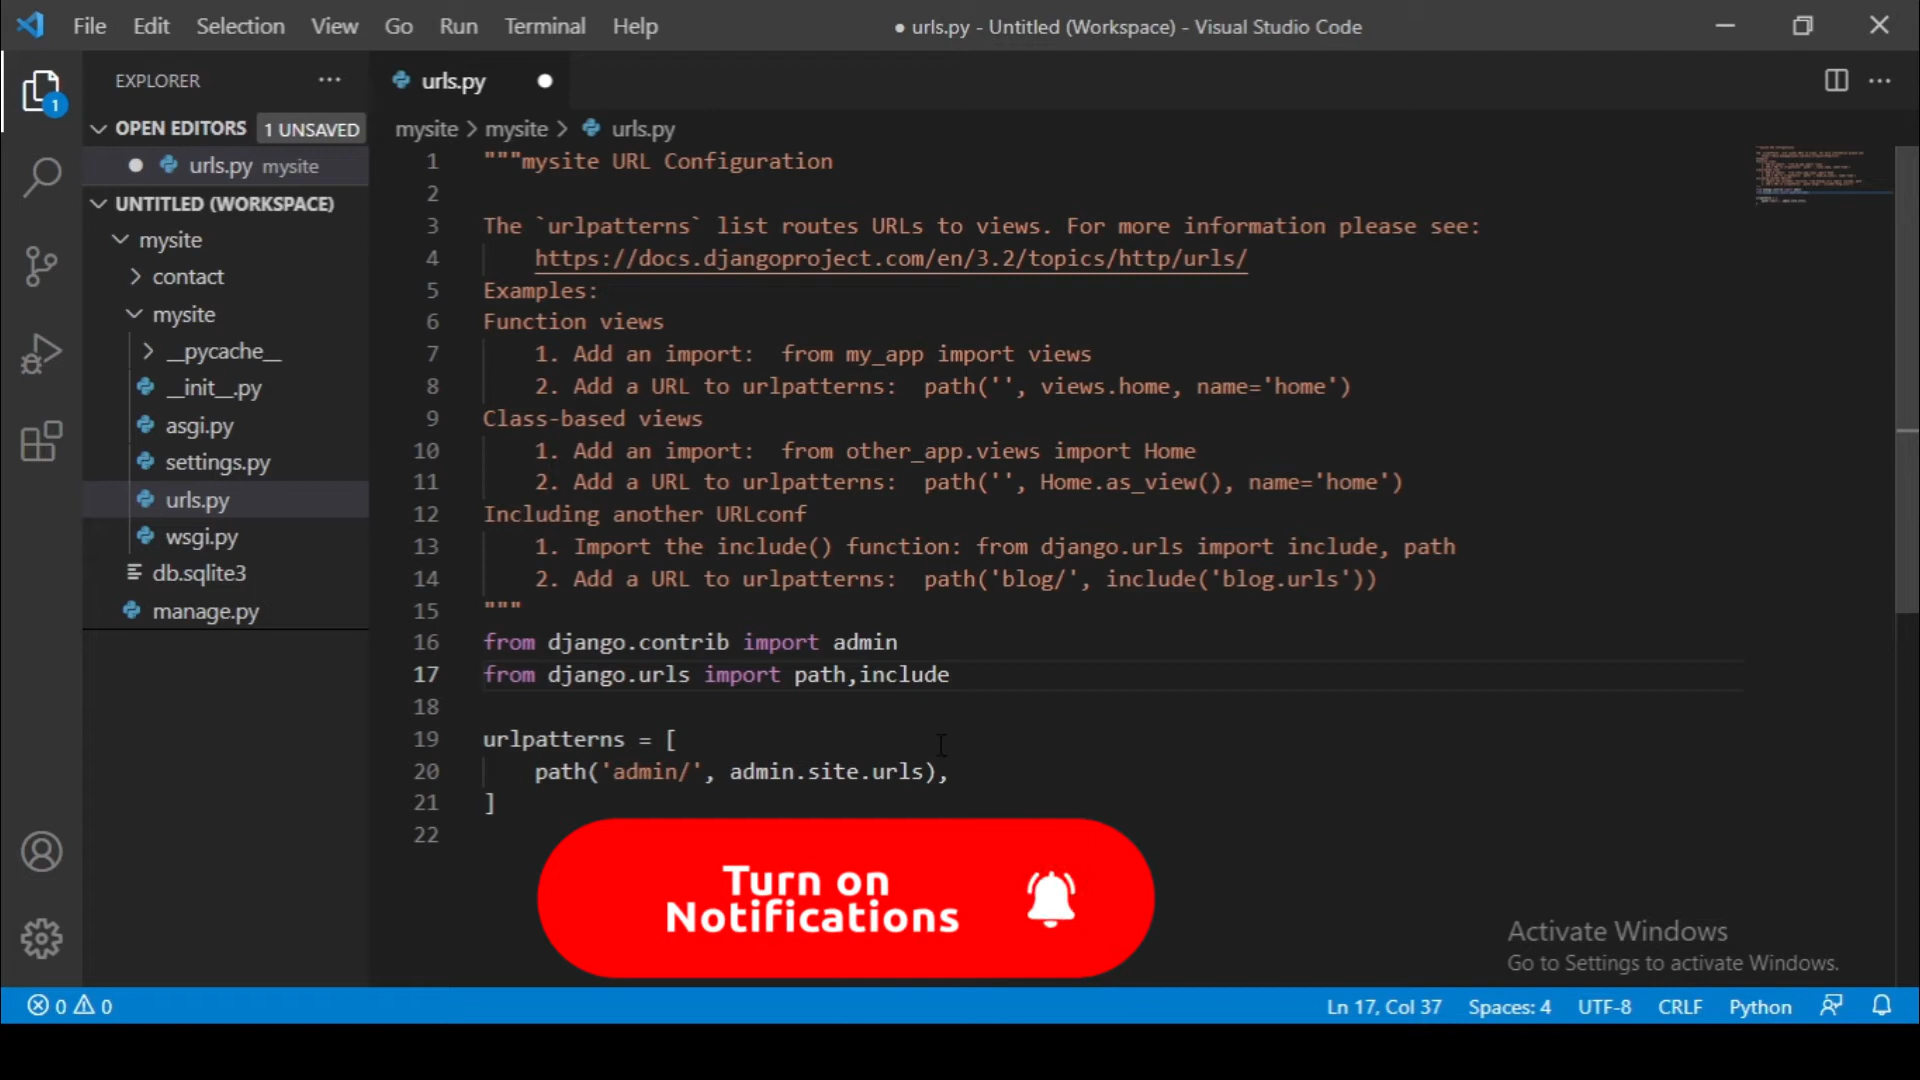 File Edit Selection View Go Run Terminal Help
● urls.py - Untitled (Workspace) - Visual Studio Code
EXPLORER
1
OPEN EDITORS 1 UNSAVED
urls.py mysite
UNTITLED (WORKSPACE)
mysite
contact
mysite
__pycache__
__init__.py
asgi.py
settings.py
urls.py
wsgi.py
db.sqlite3
manage.py
urls.py
mysite > mysite > urls.py
1 """mysite URL Configuration
2
3 The `urlpatterns` list routes URLs to views. For more information please see:
4 https://docs.djangoproject.com/en/3.2/topics/http/urls/
5 Examples:
6 Function views
7 1. Add an import:  from my_app import views
8 2. Add a URL to urlpatterns:  path('', views.home, name='home')
9 Class-based views
10 1. Add an import:  from other_app.views import Home
11 2. Add a URL to urlpatterns:  path('', Home.as_view(), name='home')
12 Including another URLconf
13 1. Import the include() function: from django.urls import include, path
14 2. Add a URL to urlpatterns:  path('blog/', include('blog.urls'))
15 """
16 from django.contrib import admin
17 from django.urls import path,include
18
19 urlpatterns = [
20 path('admin/', admin.site.urls),
21 ]
22
Turn on
Notifications
Activate Windows
Go to Settings to activate Windows.
0 0
Ln 17, Col 37 Spaces: 4 UTF-8 CRLF Python